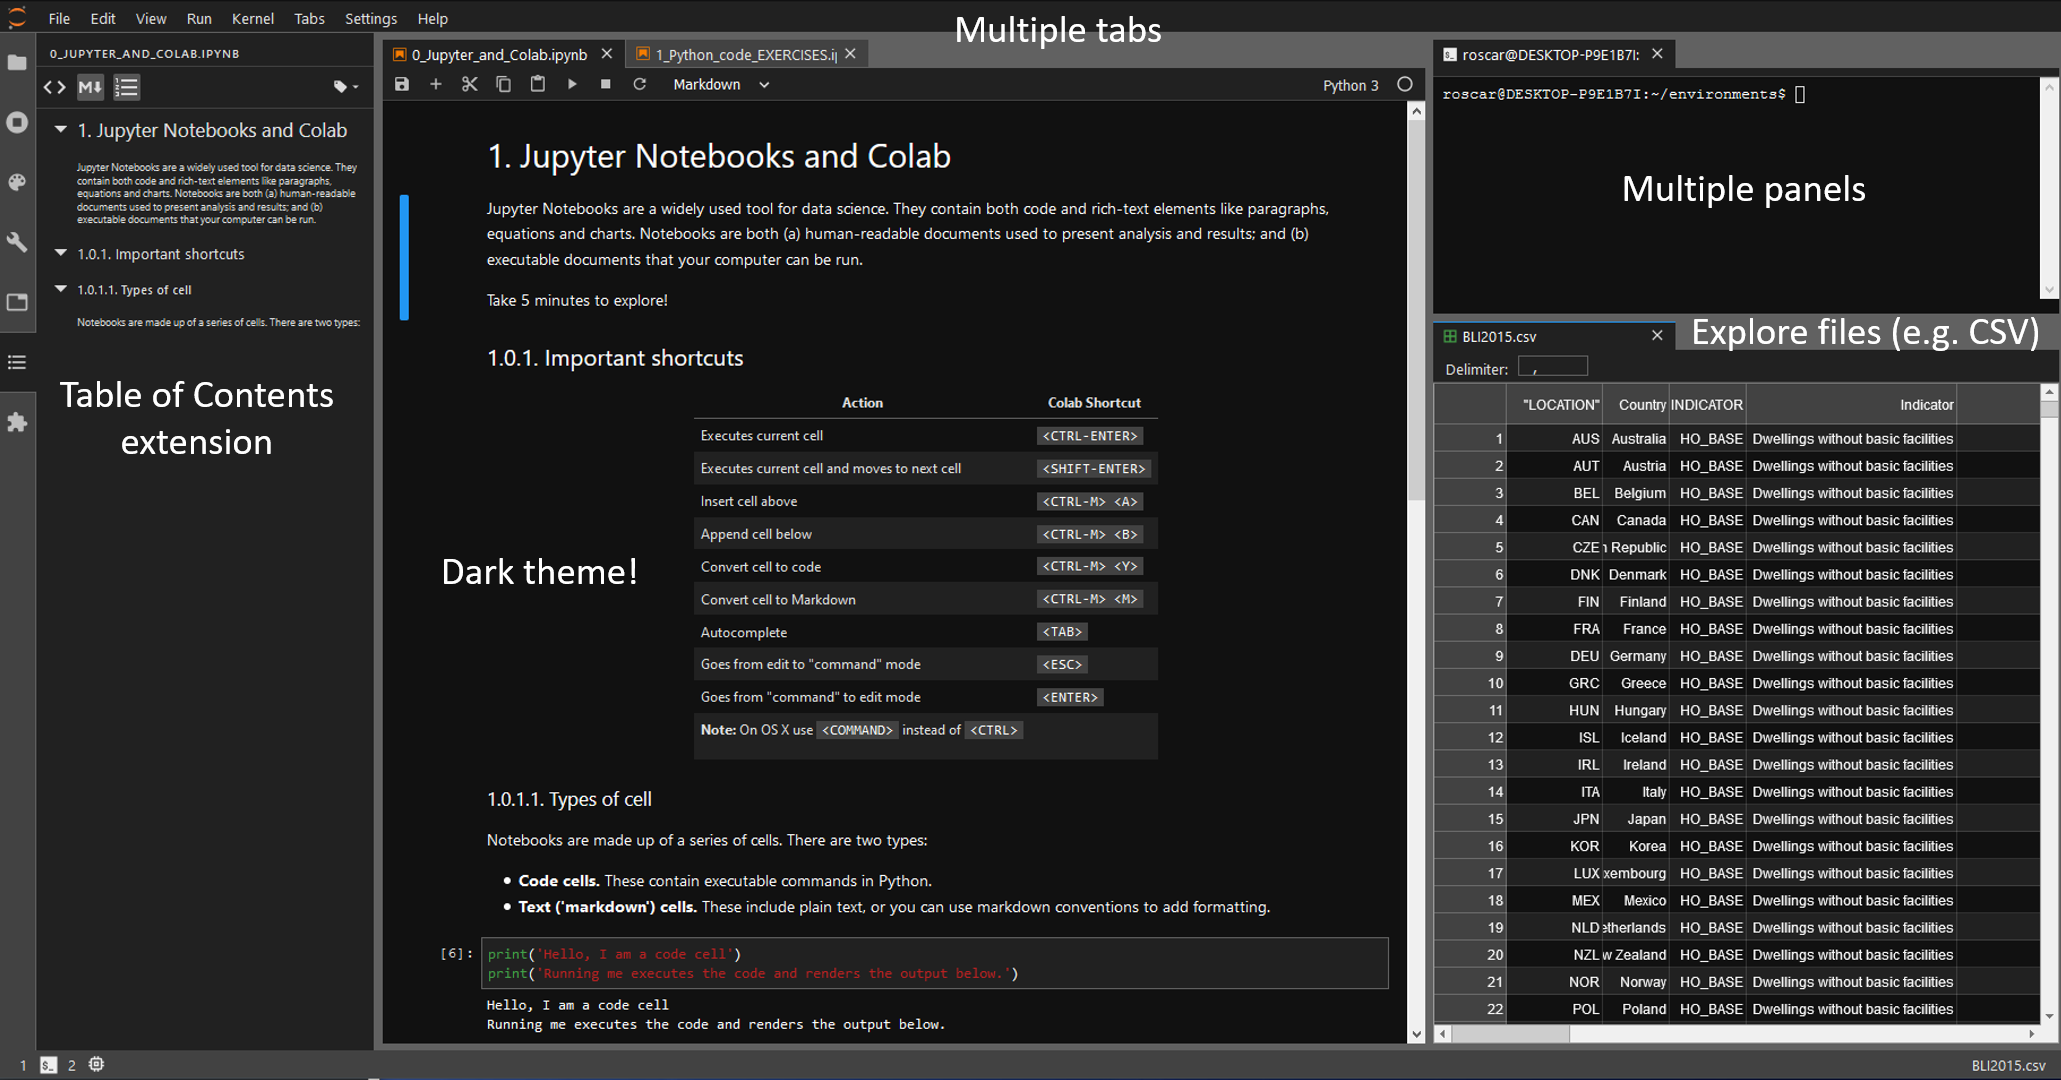 File Edit View Run Kernel Tabs Settings Help
Multiple tabs
0_JUPYTER_AND_COLAB.IPYNB
M
1. Jupyter Notebooks and Colab
Jupyter Notebooks are a widely used tool for data science. They
contain both code and rich-text elements like paragraphs,
equations and charts. Notebooks are both (a) human-readable
documents used to present analysis and results; and (b)
executable documents that your computer can be run.
1.0.1. Important shortcuts
1.0.1.1. Types of cell
Notebooks are made up of a series of cells. There are two types:
Table of Contents
extension
0_Jupyter_and_Colab.ipynb
1_Python_code_EXERCISES.i
Markdown
Python 3
1. Jupyter Notebooks and Colab
Jupyter Notebooks are a widely used tool for data science. They contain both code and rich-text elements like paragraphs,
equations and charts. Notebooks are both (a) human-readable documents used to present analysis and results; and (b)
executable documents that your computer can be run.
Take 5 minutes to explore!
1.0.1. Important shortcuts
Action Colab Shortcut
Executes current cell <CTRL-ENTER>
Executes current cell and moves to next cell <SHIFT-ENTER>
Insert cell above <CTRL-M> <A>
Append cell below <CTRL-M> <B>
Convert cell to code <CTRL-M> <Y>
Convert cell to Markdown <CTRL-M> <M>
Autocomplete <TAB>
Goes from edit to "command" mode <ESC>
Goes from "command" to edit mode <ENTER>
Note: On OS X use <COMMAND> instead of <CTRL>
Dark theme!
1.0.1.1. Types of cell
Notebooks are made up of a series of cells. There are two types:
• Code cells. These contain executable commands in Python.
• Text ('markdown') cells. These include plain text, or you can use markdown conventions to add formatting.
[6]: print('Hello, I am a code cell')
print('Running me executes the code and renders the output below.')
Hello, I am a code cell
Running me executes the code and renders the output below.
roscar@DESKTOP-P9E1B7I:
roscar@DESKTOP-P9E1B7I:~/environments$
Multiple panels
BLI2015.csv
Explore files (e.g. CSV)
Delimiter: ,
"LOCATION" Country INDICATOR Indicator
1 AUS Australia HO_BASE Dwellings without basic facilities
2 AUT Austria HO_BASE Dwellings without basic facilities
3 BEL Belgium HO_BASE Dwellings without basic facilities
4 CAN Canada HO_BASE Dwellings without basic facilities
5 CZE h Republic HO_BASE Dwellings without basic facilities
6 DNK Denmark HO_BASE Dwellings without basic facilities
7 FIN Finland HO_BASE Dwellings without basic facilities
8 FRA France HO_BASE Dwellings without basic facilities
9 DEU Germany HO_BASE Dwellings without basic facilities
10 GRC Greece HO_BASE Dwellings without basic facilities
11 HUN Hungary HO_BASE Dwellings without basic facilities
12 ISL Iceland HO_BASE Dwellings without basic facilities
13 IRL Ireland HO_BASE Dwellings without basic facilities
14 ITA Italy HO_BASE Dwellings without basic facilities
15 JPN Japan HO_BASE Dwellings without basic facilities
16 KOR Korea HO_BASE Dwellings without basic facilities
17 LUX xembourg HO_BASE Dwellings without basic facilities
18 MEX Mexico HO_BASE Dwellings without basic facilities
19 NLD etherlands HO_BASE Dwellings without basic facilities
20 NZL w Zealand HO_BASE Dwellings without basic facilities
21 NOR Norway HO_BASE Dwellings without basic facilities
22 POL Poland HO_BASE Dwellings without basic facilities
1 $_ 2
BLI2015.csv